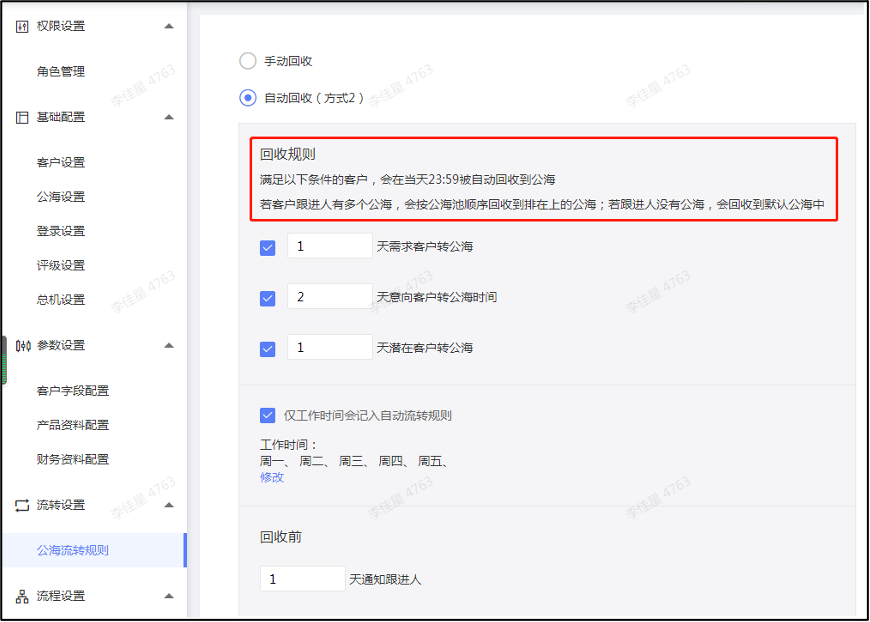 权限设置
角色管理
基础配置
客户设置
公海设置
登录设置
评级设置
总机设置
参数设置
客户字段配置
产品资料配置
财务资料配置
流转设置
公海流转规则
流程设置
手动回收
自动回收（方式2）
回收规则
满足以下条件的客户，会在当天23:59被自动回收到公海
若客户跟进人有多个公海，会按公海池顺序回收到排在上的公海；若跟进人没有公海，会回收到默认公海中
1 天需求客户转公海
2 天意向客户转公海时间
1 天潜在客户转公海
仅工作时间会记入自动流转规则
工作时间：
周一、 周二、 周三、 周四、 周五、
修改
回收前
1 天通知跟进人
李佳星 4763
李佳星 4763
李佳星 4763
李佳星 4763
李佳星 4763
李佳星 4763
李佳星 4763
李佳星 4763
李佳星 4763